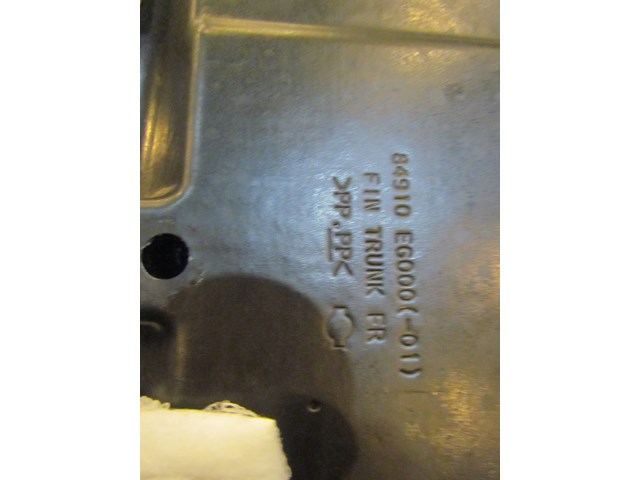 84910 EG000(-01)
FIN TRUNK FR
>PP,PP<